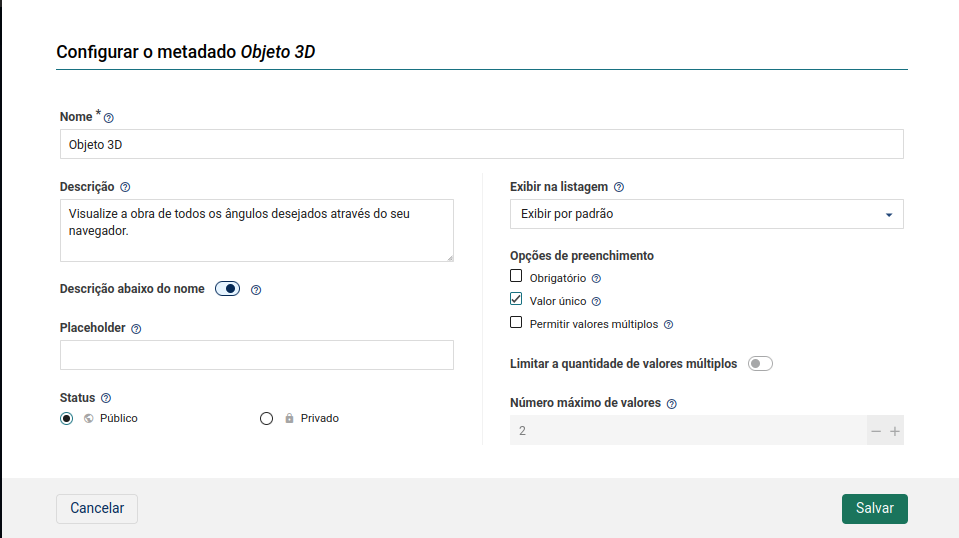 Configurar o metadado Objeto 3D
Nome *
Objeto 3D
Descrição
Visualize a obra de todos os ângulos desejados através do seu
navegador.
Descrição abaixo do nome
Placeholder
Status
Público
Privado
Exibir na listagem
Exibir por padrão
Opções de preenchimento
Obrigatório
Valor único
Permitir valores múltiplos
Limitar a quantidade de valores múltiplos
Número máximo de valores
2
Cancelar
Salvar